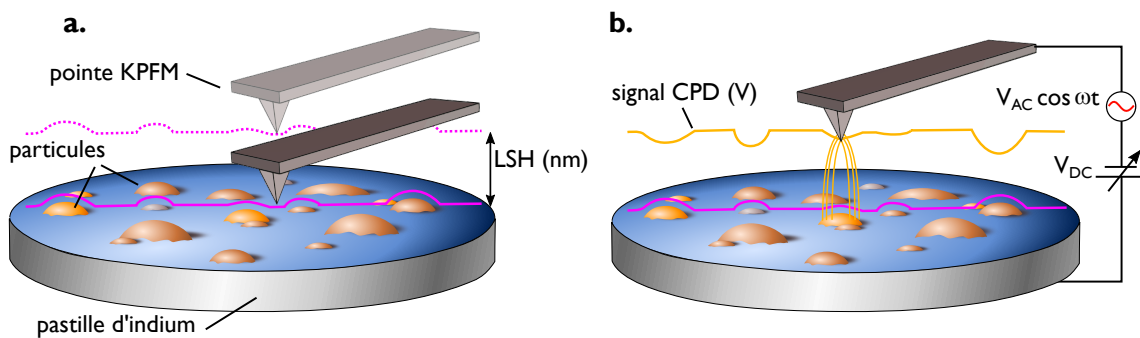 a.
pointe KPFM
particules
LSH (nm)
pastille d'indium
b.
signal CPD (V)
V_AC cos ωt
V_DC